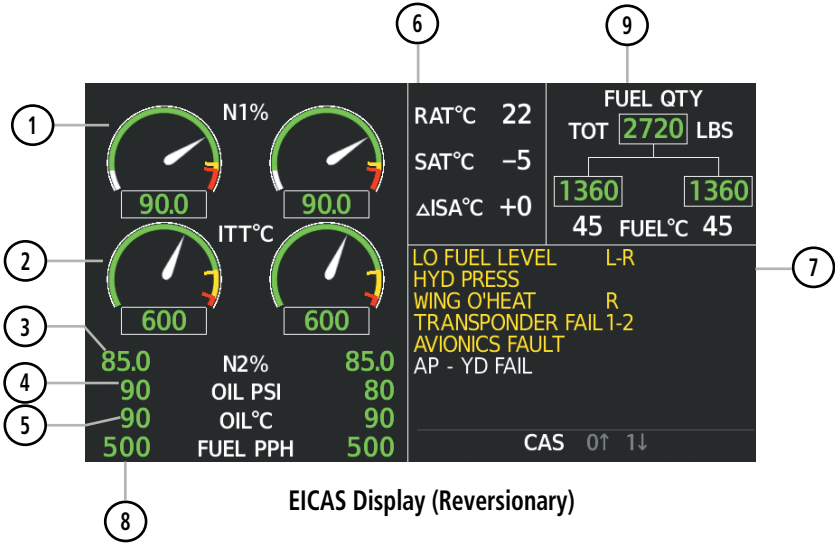 6
9
1
N1%
90.0 90.0
2
ITT°C
600 600
3
85.0 N2% 85.0
4
90 OIL PSI 80
5
90 OIL°C 90
500 FUEL PPH 500
8
RAT°C 22
SAT°C –5
△ISA°C +0
FUEL QTY
TOT 2720 LBS
1360 1360
45 FUEL°C 45
7
LO FUEL LEVEL L-R
HYD PRESS
WING O'HEAT R
TRANSPONDER FAIL 1-2
AVIONICS FAULT
AP - YD FAIL
CAS 0↑ 1↓
EICAS Display (Reversionary)